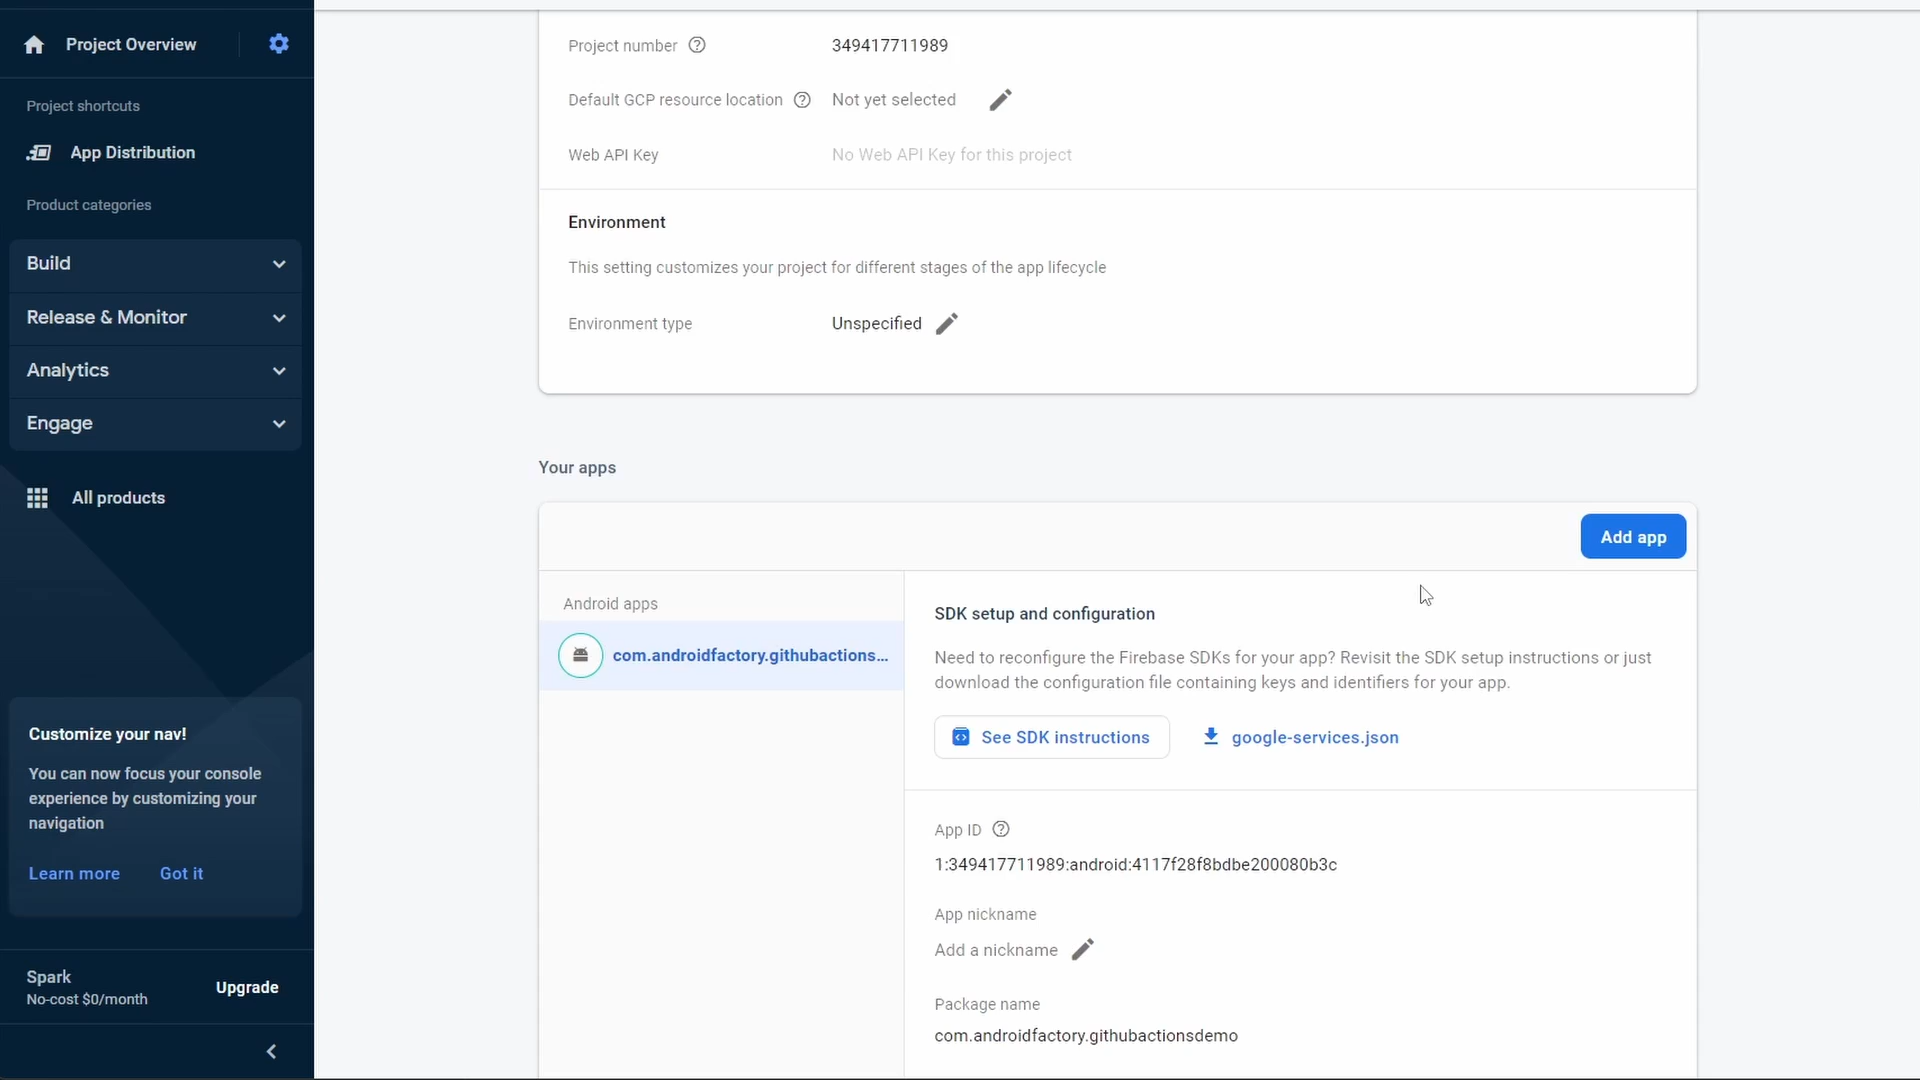 Project Overview
Project shortcuts
App Distribution
Product categories
Build
Release & Monitor
Analytics
Engage
All products
Customize your nav!
You can now focus your console
experience by customizing your
navigation
Learn more
Got it
Spark
No-cost $0/month
Upgrade
Project number
349417711989
Default GCP resource location
Not yet selected
Web API Key
No Web API Key for this project
Environment
This setting customizes your project for different stages of the app lifecycle
Environment type
Unspecified
Your apps
Add app
Android apps
com.androidfactory.githubactions...
SDK setup and configuration
Need to reconfigure the Firebase SDKs for your app? Revisit the SDK setup instructions or just
download the configuration file containing keys and identifiers for your app.
See SDK instructions
google-services.json
App ID
1:349417711989:android:4117f28f8bdbe200080b3c
App nickname
Add a nickname
Package name
com.androidfactory.githubactionsdemo